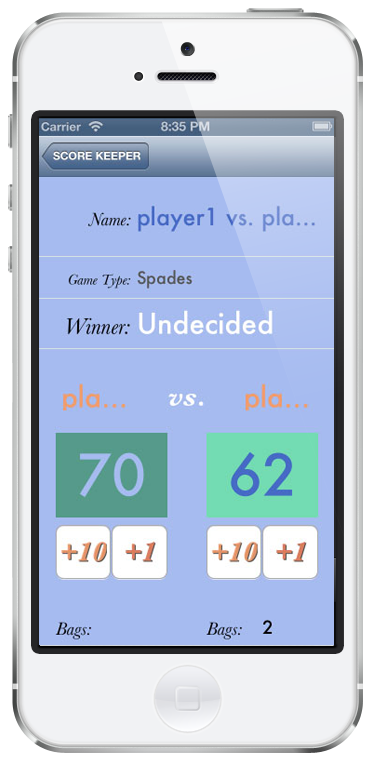 Carrier 8:35 PM
SCORE KEEPER
Name: player1 vs. pla...
Game Type: Spades
Winner: Undecided
pla... vs. pla...
70 62
+10 +1 +10 +1
Bags: Bags: 2